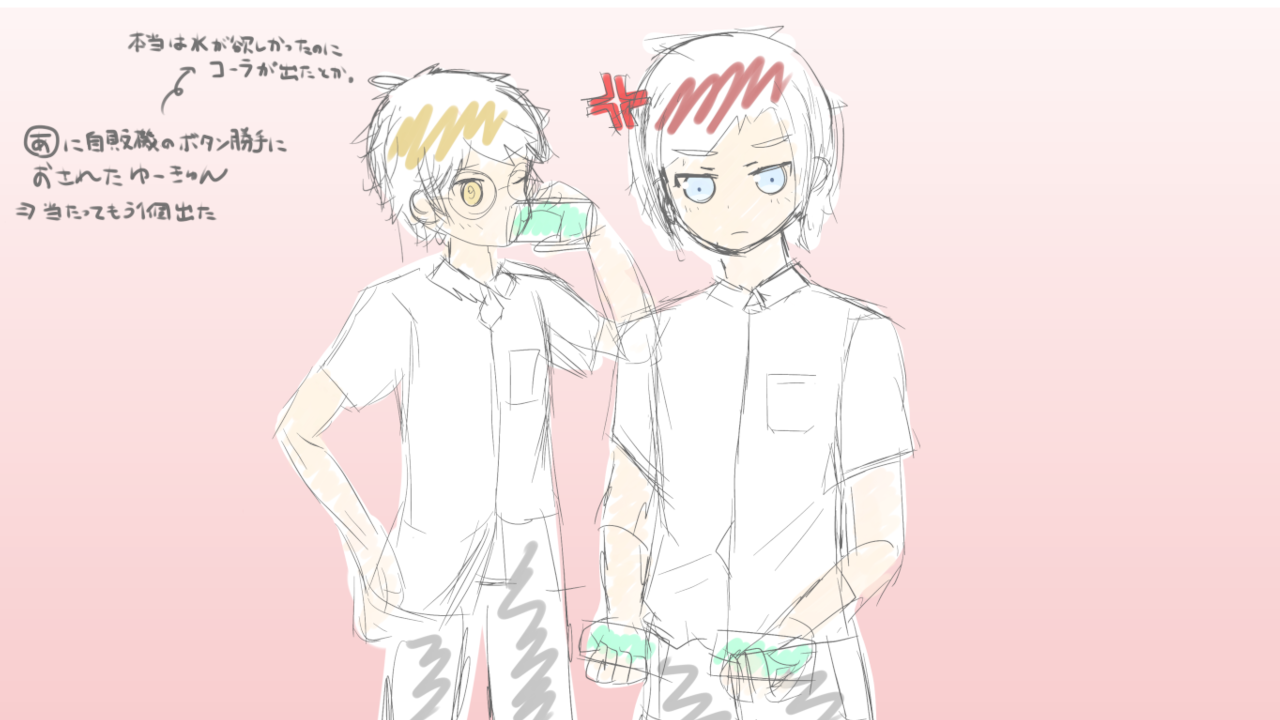 本当は水が欲しかったのに
コーラが出たとか。
あに自販機のボタン勝手に
おされたゆーきゅん
→当たってもう1個出た